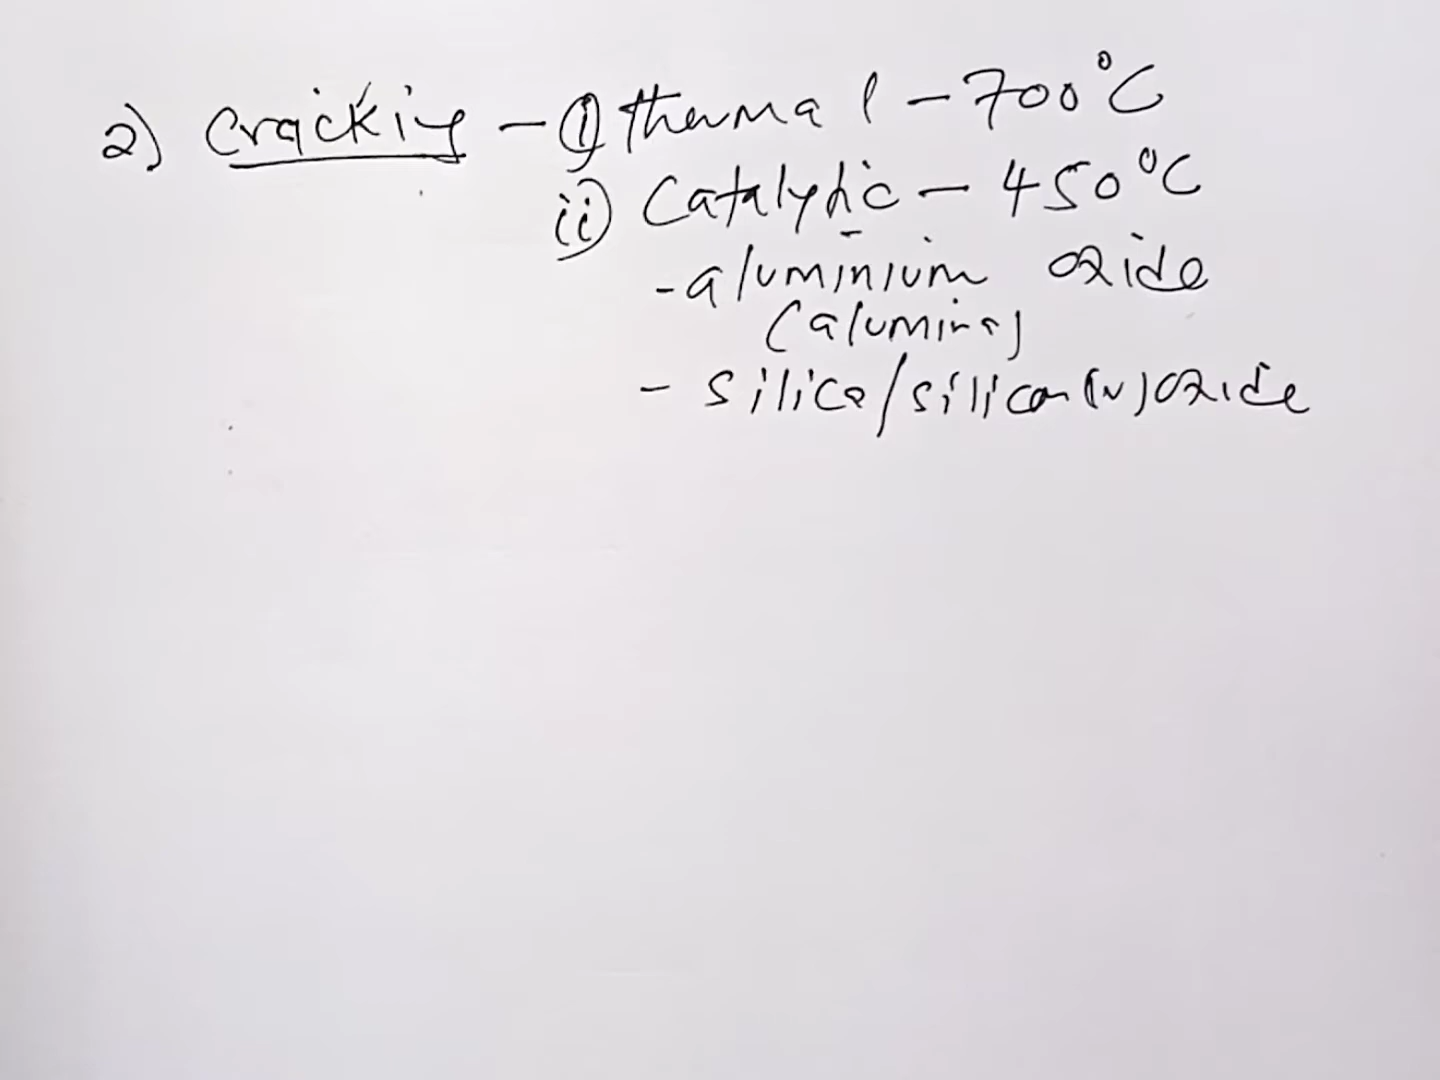 2) Cracking - (i) thermal - 700°C
ii) Catalytic - 450°C
- aluminium oxide
(alumina)
- silica/silicon(iv)oxide